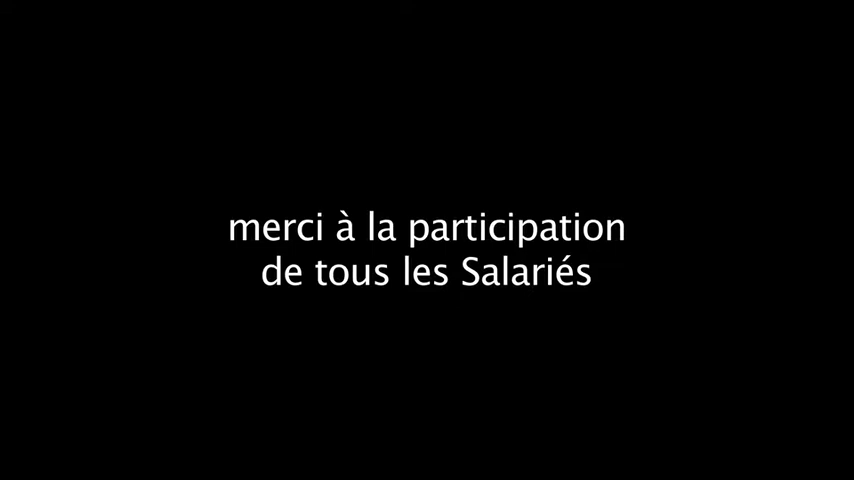 merci à la participation
de tous les Salariés